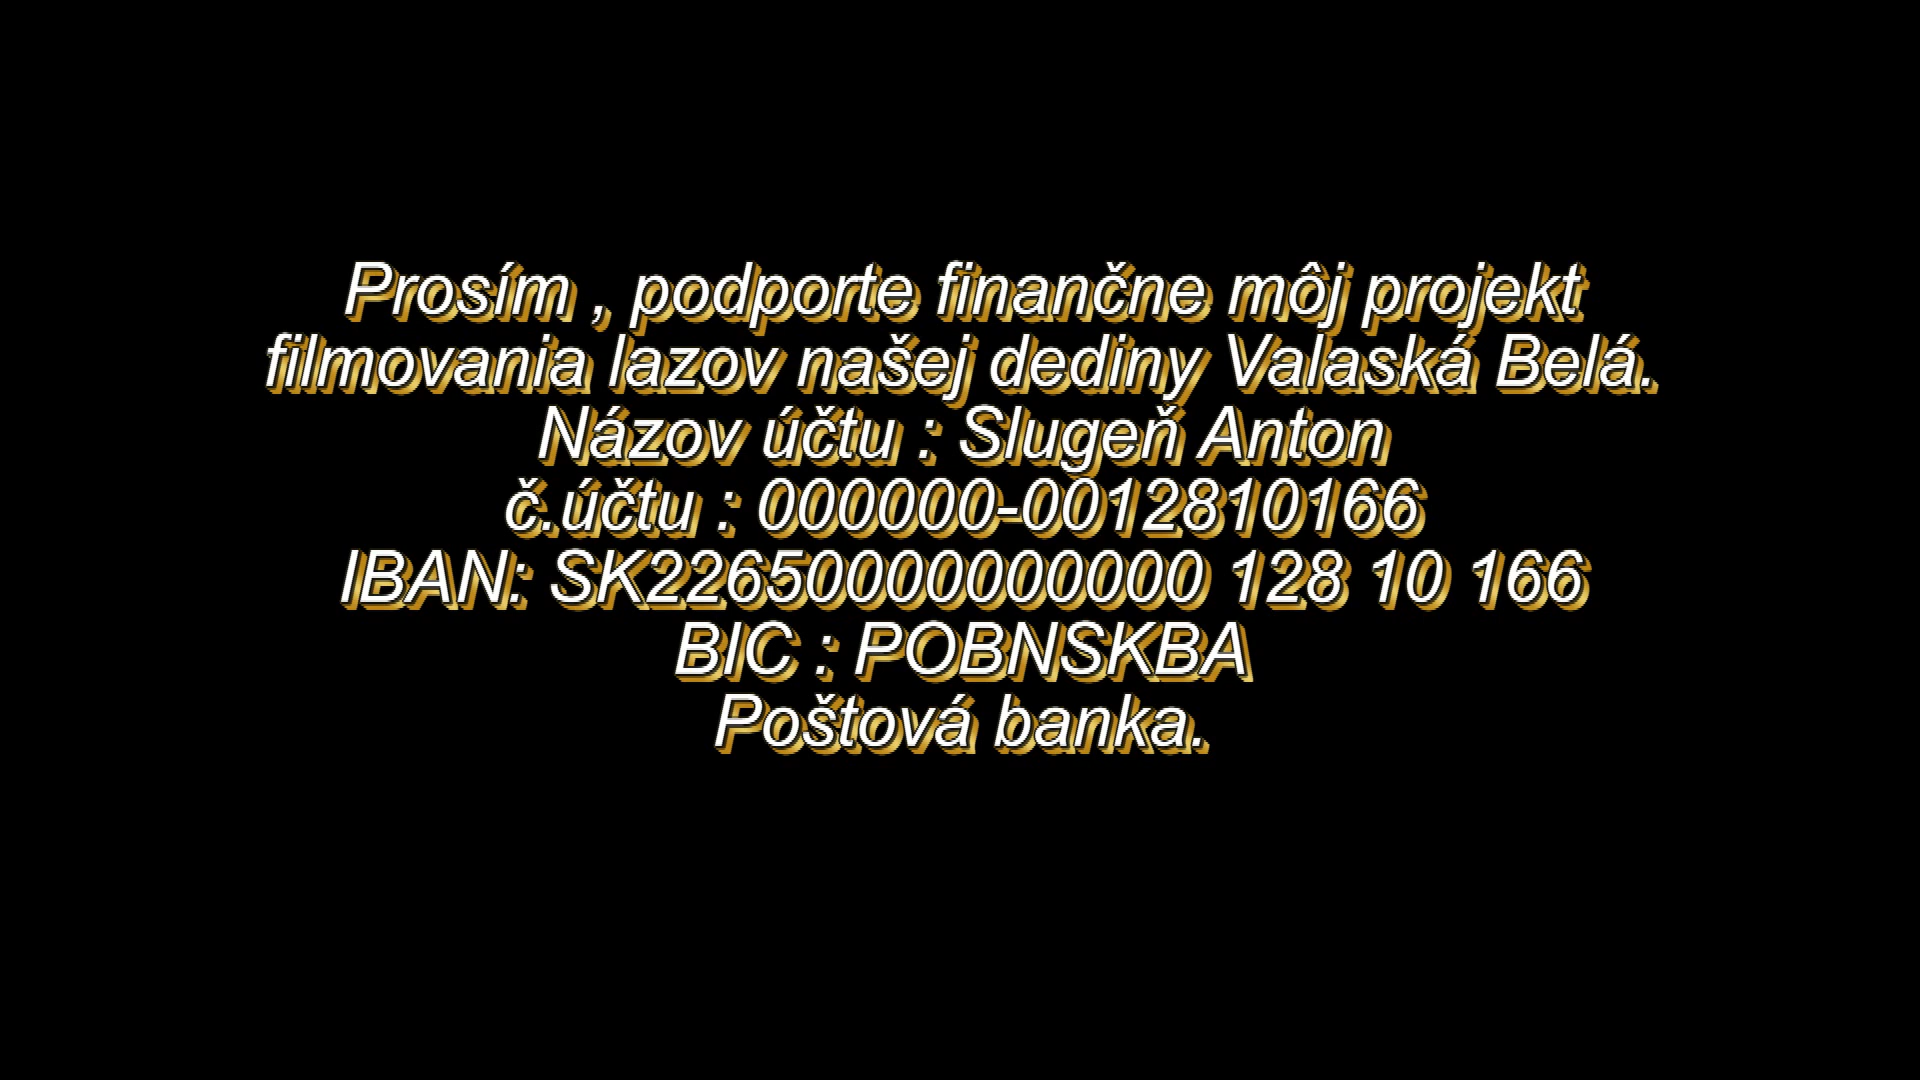 Prosím , podporte finančne môj projekt
filmovania lazov našej dediny Valaská Belá.
Názov účtu : Slugeň Anton
č.účtu : 000000-0012810166
IBAN: SK22650000000000 128 10 166
BIC : POBNSKBA
Poštová banka.